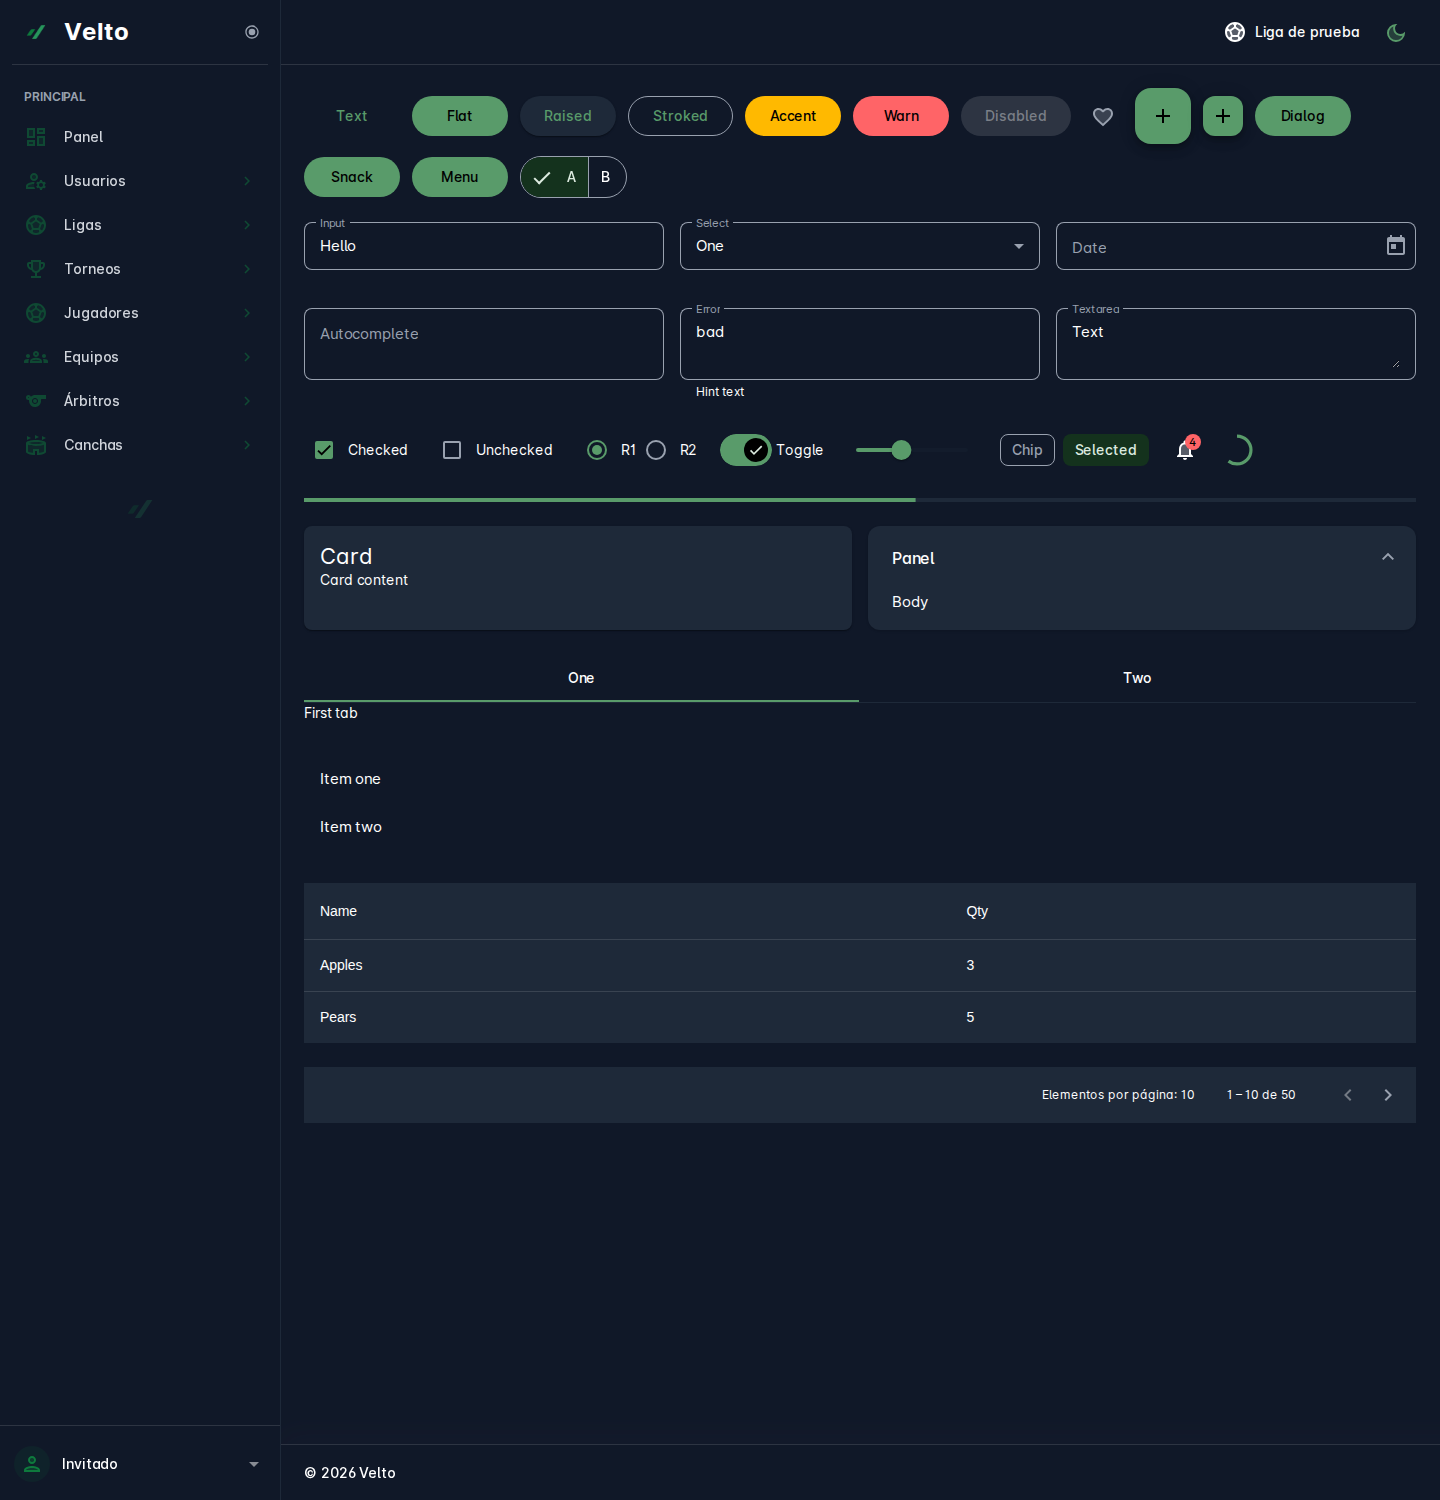 Velto
Liga de prueba
PRINCIPAL
Panel
Usuarios
Ligas
Torneos
Jugadores
Equipos
Árbitros
Canchas
Text
Flat
Raised
Stroked
Accent
Warn
Disabled
Dialog
Snack
Menu
A
B
Input
Hello
Select
One
Date
Autocomplete
Error
bad
Hint text
Textarea
Text
Checked
Unchecked
R1
R2
Toggle
Chip
Selected
4
Card
Card content
Panel
Body
One
Two
First tab
Item one
Item two
Name Qty
Apples 3
Pears 5
Elementos por página: 10
1 – 10 de 50
Invitado
© 2026 Velto